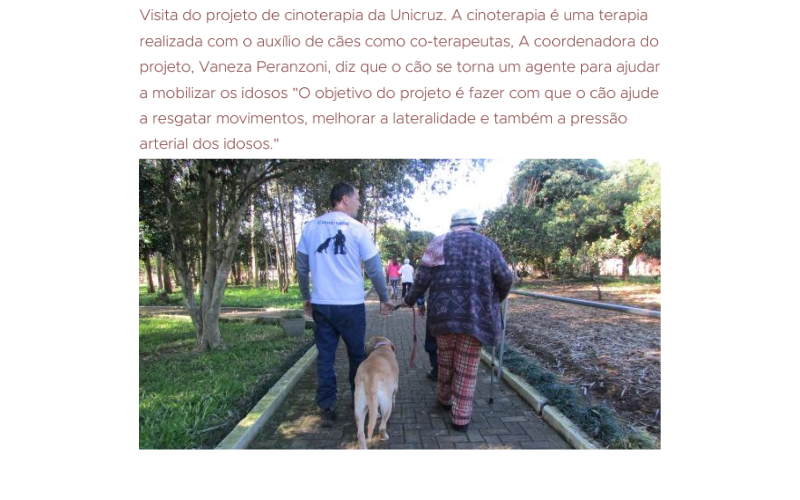 Visita do projeto de cinoterapia da Unicruz. A cinoterapia é uma terapia
realizada com o auxílio de cães como co-terapeutas, A coordenadora do
projeto, Vaneza Peranzoni, diz que o cão se torna um agente para ajudar
a mobilizar os idosos "O objetivo do projeto é fazer com que o cão ajude
a resgatar movimentos, melhorar a lateralidade e também a pressão
arterial dos idosos."